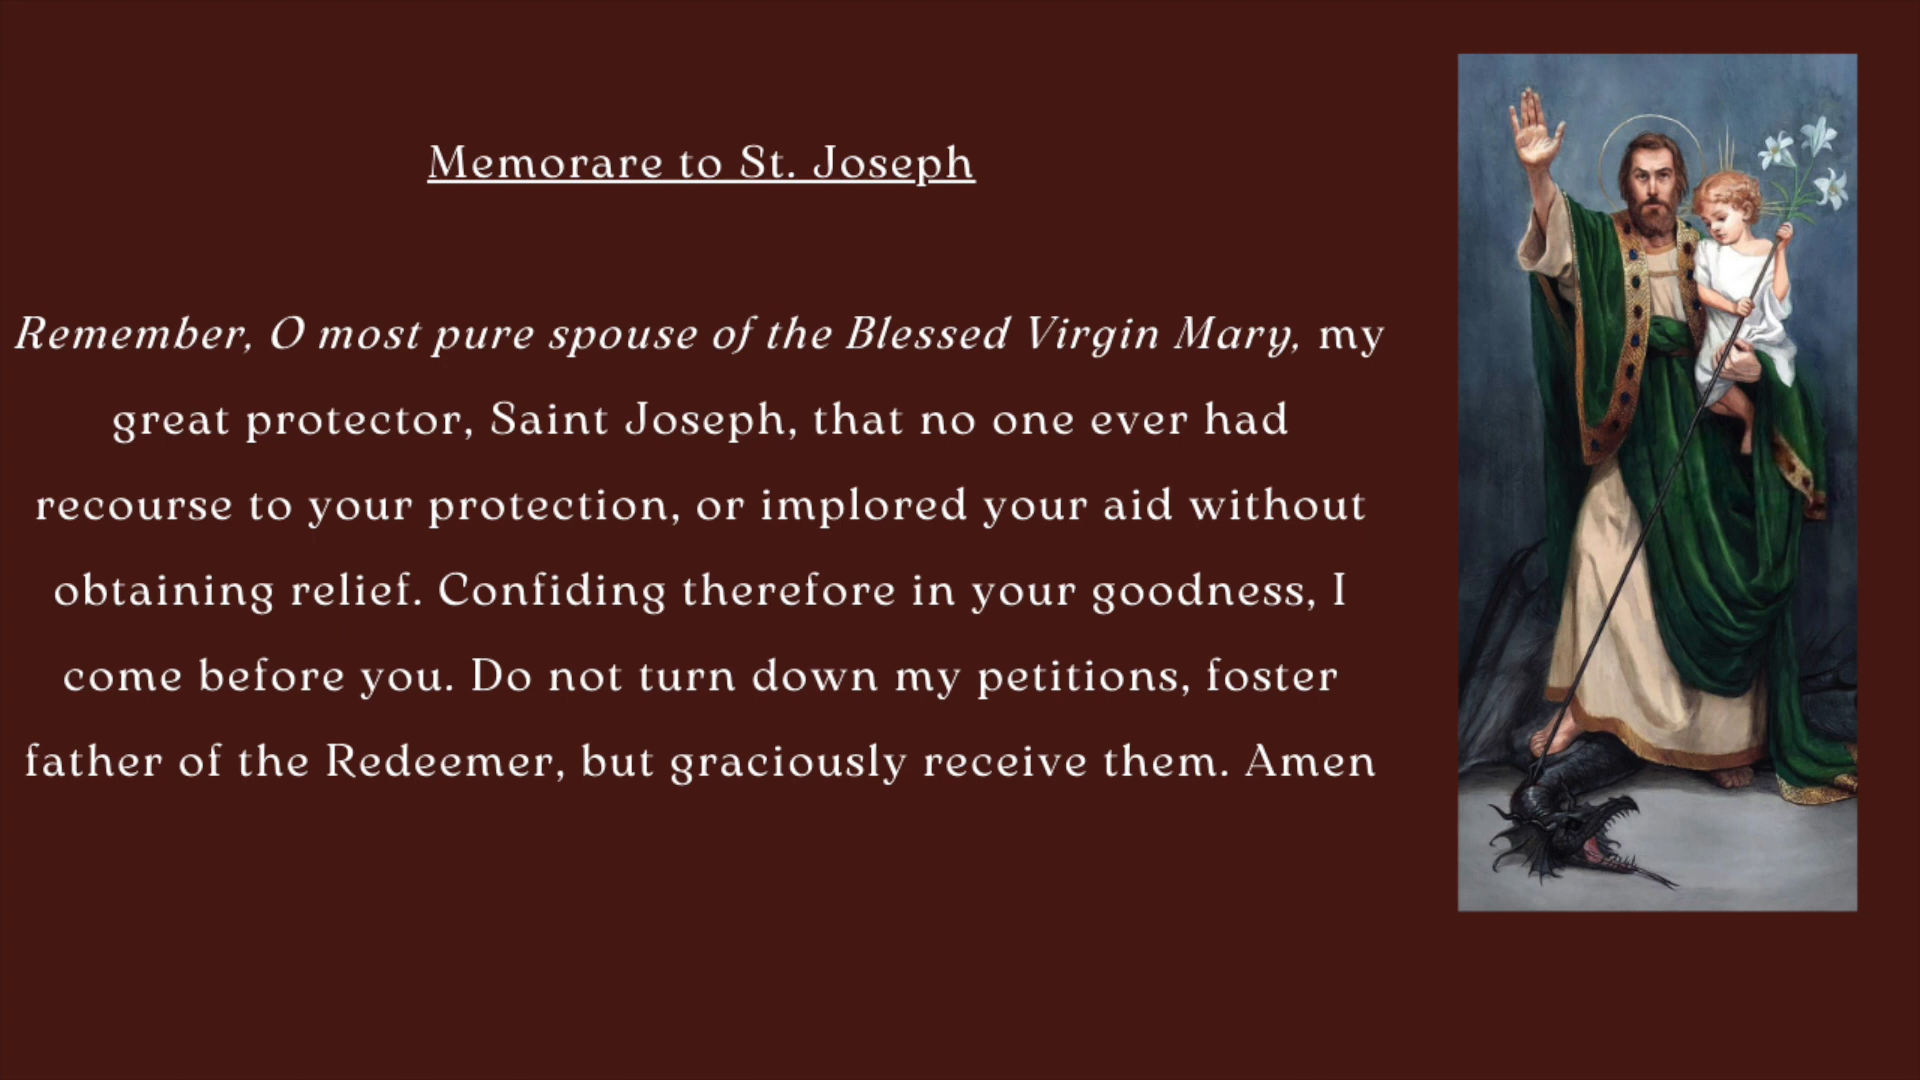 Memorare to St. Joseph
Remember, O most pure spouse of the Blessed Virgin Mary, my
great protector, Saint Joseph, that no one ever had
recourse to your protection, or implored your aid without
obtaining relief. Confiding therefore in your goodness, I
come before you. Do not turn down my petitions, foster
father of the Redeemer, but graciously receive them. Amen